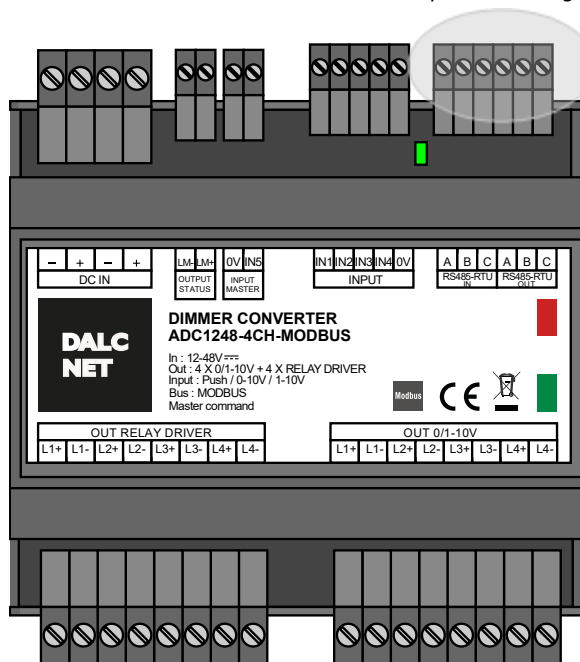 − + − +
DC IN
LM- LM+
OUTPUT
STATUS
0V IN5
INPUT
MASTER
IN1 IN2 IN3 IN4 0V
INPUT
A B C A B C
RS485-RTU
IN
RS485-RTU
OUT
DALC
NET
DIMMER CONVERTER
ADC1248-4CH-MODBUS
In : 12-48V
Out : 4 X 0/1-10V + 4 X RELAY DRIVER
Input : Push / 0-10V / 1-10V
Bus : MODBUS
Master command
Modbus
CE
OUT RELAY DRIVER
L1+ L1- L2+ L2- L3+ L3- L4+ L4-
OUT 0/1-10V
L1+ L1- L2+ L2- L3+ L3- L4+ L4-